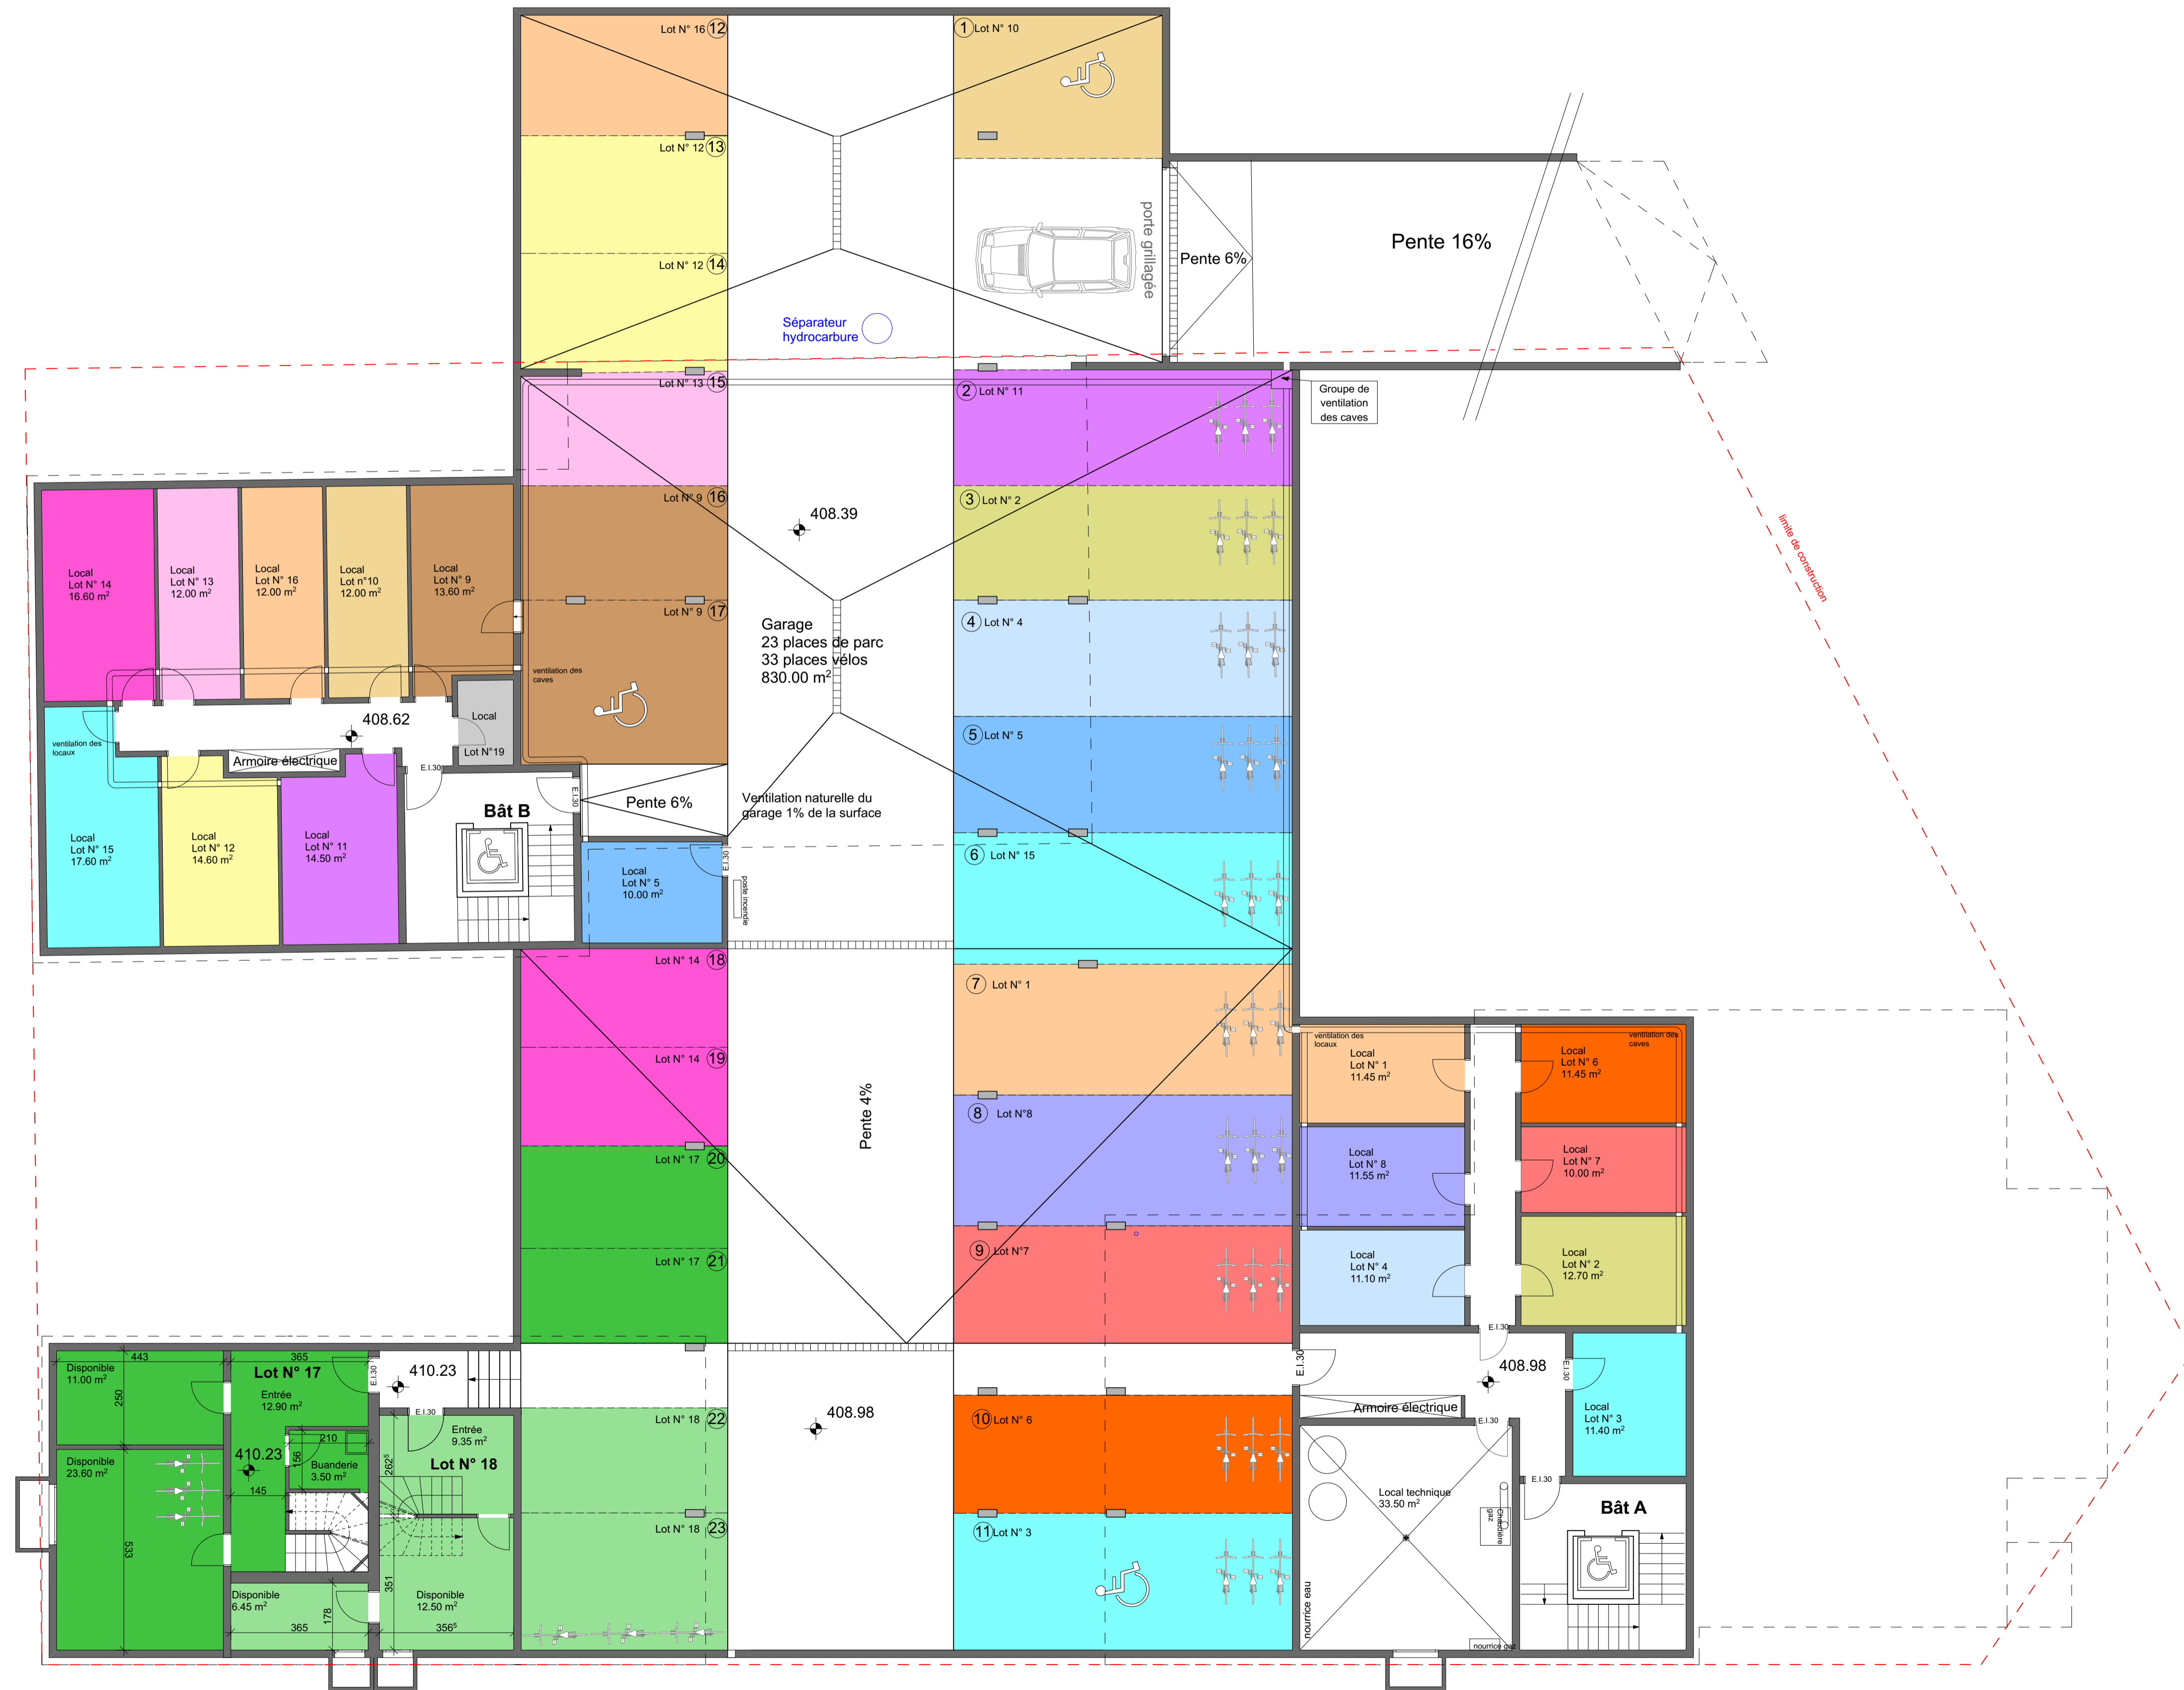 Lot N° 16 12
1 Lot N° 10
Lot N° 12 13
Lot N° 12 14
porte grillagée
Pente 6%
Pente 16%
Séparateur
hydrocarbure
Lot N° 13 15
2 Lot N° 11
Groupe de
ventilation
des caves
Lot N° 9 16
3 Lot N° 2
408.39
limite de construction
Local
Lot N° 14
16.60 m²
Local
Lot N° 13
12.00 m²
Local
Lot N° 16
12.00 m²
Local
Lot n°10
12.00 m²
Local
Lot N° 9
13.60 m²
Lot N° 9 17
4 Lot N° 4
Garage
23 places de parc
33 places vélos
830.00 m²
ventilation des
caves
408.62
Local
Lot N°19
5 Lot N° 5
ventilation des
locaux
Armoire électrique
E.I.30
Bât B
E.I.30
Pente 6%
Ventilation naturelle du
garage 1% de la surface
Local
Lot N° 15
17.60 m²
Local
Lot N° 12
14.60 m²
Local
Lot N° 11
14.50 m²
Local
Lot N° 5
10.00 m²
E.I.30
poste incendie
6 Lot N° 15
Lot N° 14 18
7 Lot N° 1
Lot N° 14 19
Pente 4%
8 Lot N°8
Lot N° 17 20
9 Lot N°7
Lot N° 17 21
ventilation des
locaux
Local
Lot N° 1
11.45 m²
Local
Lot N° 6
11.45 m²
ventilation des
caves
Local
Lot N° 8
11.55 m²
Local
Lot N° 7
10.00 m²
Local
Lot N° 4
11.10 m²
Local
Lot N° 2
12.70 m²
E.I.30
E.I.30
408.98
E.I.30
Armoire électrique
E.I.30
Local
Lot N° 3
11.40 m²
443
365
Disponible
11.00 m²
250
Lot N° 17
Entrée
12.90 m²
E.I.30
410.23
E.I.30
Lot N° 18 22
408.98
10 Lot N° 6
Entrée
9.35 m²
Lot N° 18
262⁵
210
156
410.23
Buanderie
3.50 m²
145
Disponible
23.60 m²
533
Lot N° 18 23
11 Lot N° 3
Local technique
33.50 m²
Chaudière
gaz
E.I.30
Bât A
nourrice eau
nourrice gaz
Disponible
6.45 m²
365
178
351
Disponible
12.50 m²
356⁵